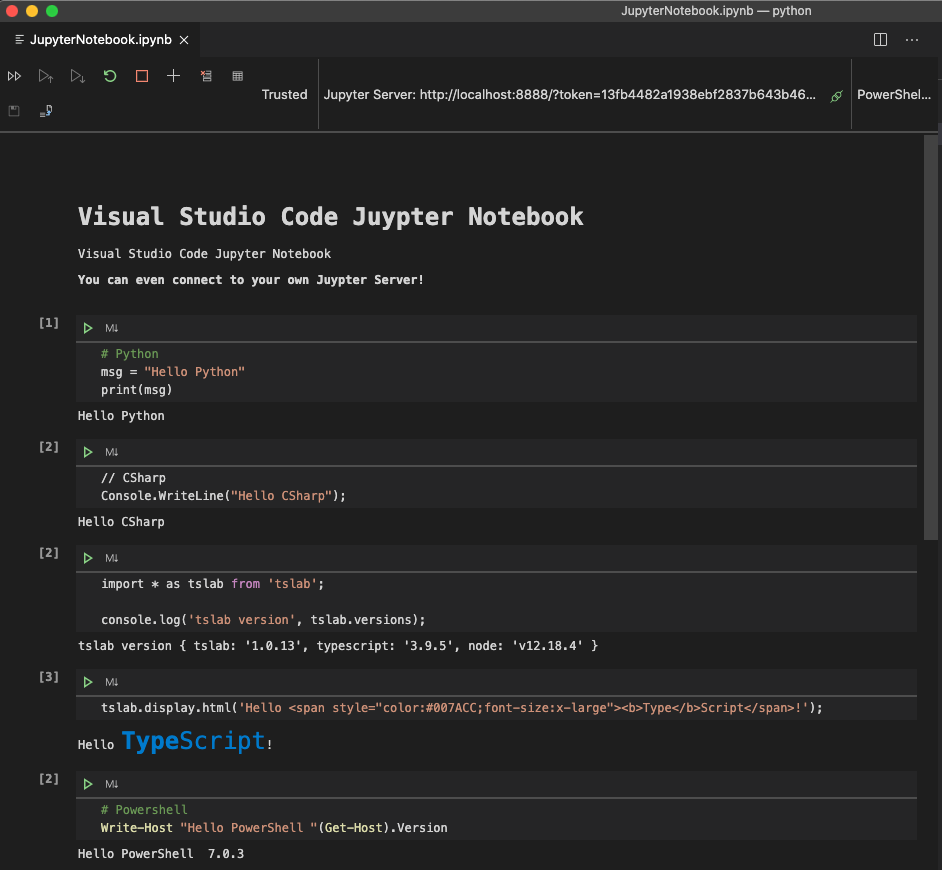 JupyterNotebook.ipynb — python
JupyterNotebook.ipynb
Trusted
Jupyter Server: http://localhost:8888/?token=13fb4482a1938ebf2837b643b46...
PowerShel...
Visual Studio Code Juypter Notebook
Visual Studio Code Jupyter Notebook
You can even connect to your own Juypter Server!
[1]
M↓
# Python
msg = "Hello Python"
print(msg)
Hello Python
[2]
M↓
// CSharp
Console.WriteLine("Hello CSharp");
Hello CSharp
[2]
M↓
import * as tslab from 'tslab';
console.log('tslab version', tslab.versions);
tslab version { tslab: '1.0.13', typescript: '3.9.5', node: 'v12.18.4' }
[3]
M↓
tslab.display.html('Hello <span style="color:#007ACC;font-size:x-large"><b>Type</b>Script</span>!');
Hello TypeScript!
[2]
M↓
# Powershell
Write-Host "Hello PowerShell "(Get-Host).Version
Hello PowerShell  7.0.3